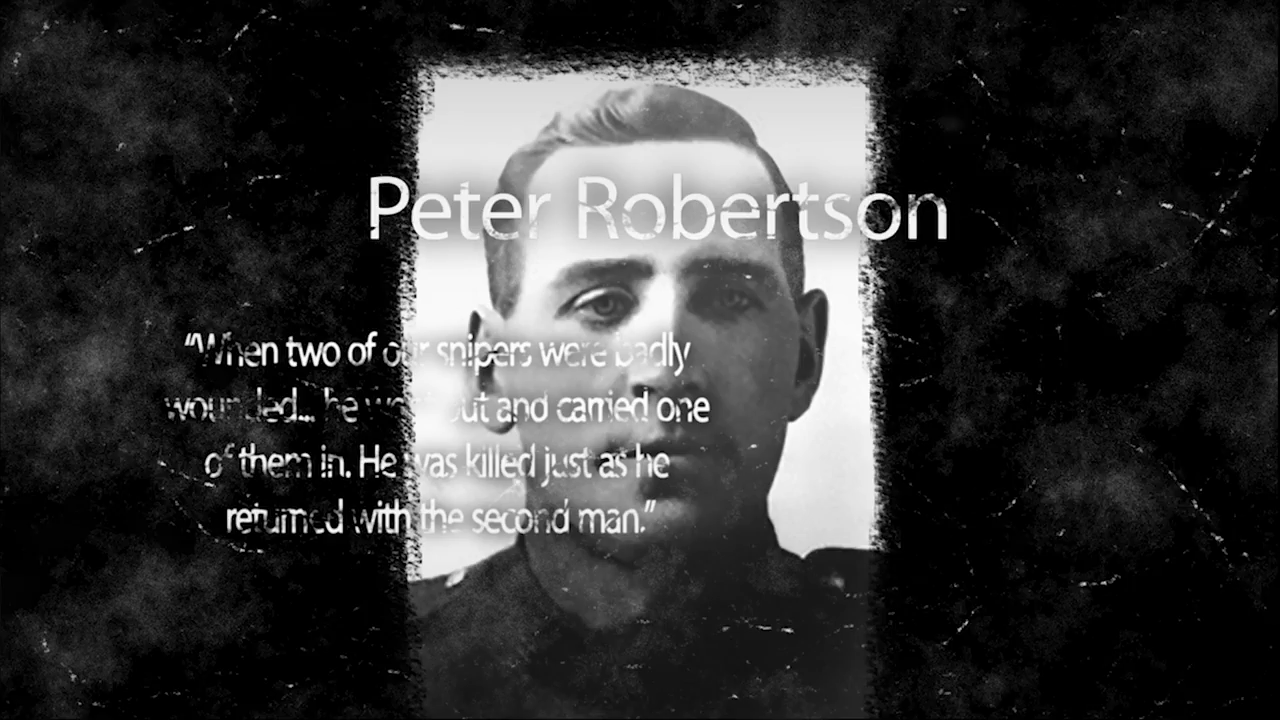 Peter Robertson
“When two of our snipers were badly
wounded... he went out and carried one
of them in. He was killed just as he
returned with the second man.”